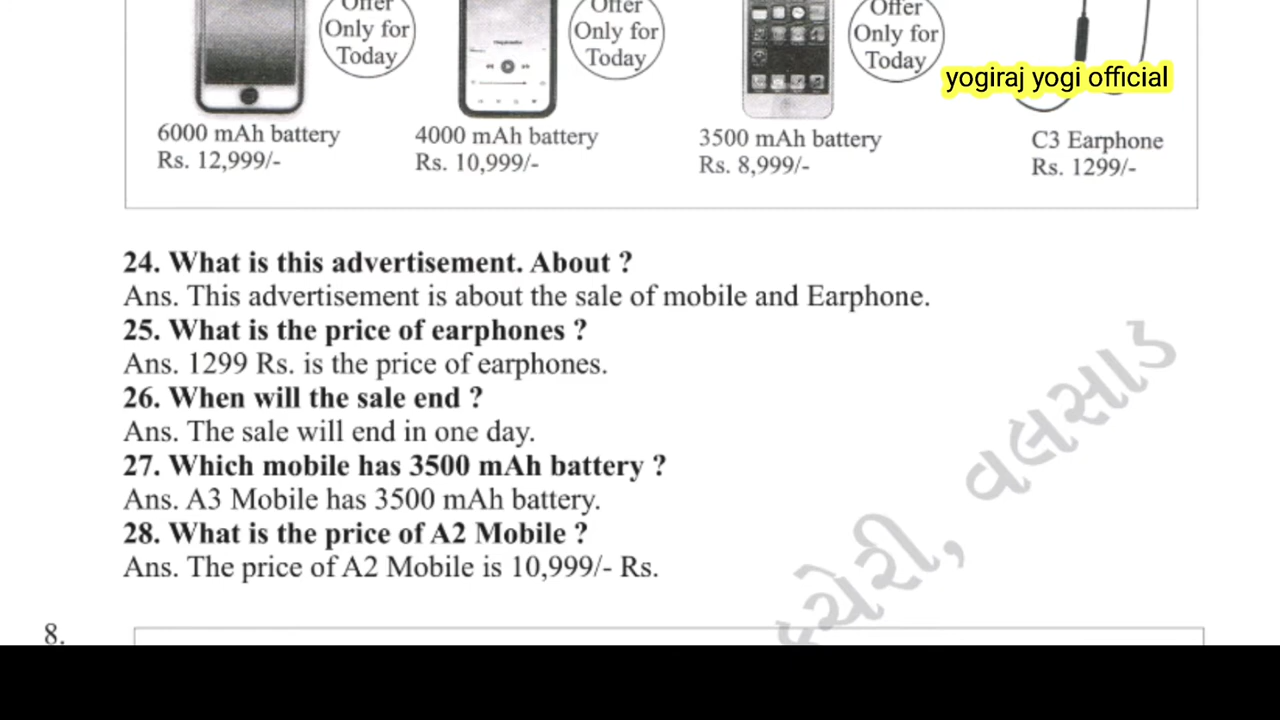 Offer
Only for
Today
Offer
Only for
Today
Offer
Only for
Today
yogiraj yogi official
6000 mAh battery
Rs. 12,999/-
4000 mAh battery
Rs. 10,999/-
3500 mAh battery
Rs. 8,999/-
C3 Earphone
Rs. 1299/-
24. What is this advertisement. About ?
Ans. This advertisement is about the sale of mobile and Earphone.
25. What is the price of earphones ?
Ans. 1299 Rs. is the price of earphones.
26. When will the sale end ?
Ans. The sale will end in one day.
27. Which mobile has 3500 mAh battery ?
Ans. A3 Mobile has 3500 mAh battery.
28. What is the price of A2 Mobile ?
Ans. The price of A2 Mobile is 10,999/- Rs.
વલસાડ
8.